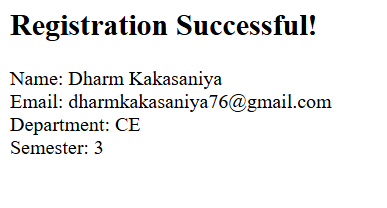 Registration Successful!
Name: Dharm Kakasaniya
Email: dharmkakasaniya76@gmail.com
Department: CE
Semester: 3